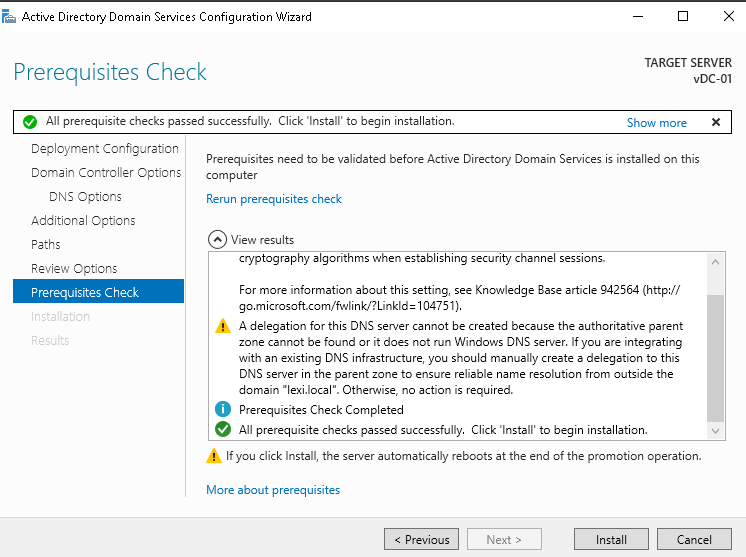 Active Directory Domain Services Configuration Wizard
Prerequisites Check
TARGET SERVER
vDC-01
All prerequisite checks passed successfully.  Click 'Install' to begin installation.
Show more
Deployment Configuration
Domain Controller Options
DNS Options
Additional Options
Paths
Review Options
Prerequisites Check
Installation
Results
Prerequisites need to be validated before Active Directory Domain Services is installed on this
computer
Rerun prerequisites check
View results
cryptography algorithms when establishing security channel sessions.
For more information about this setting, see Knowledge Base article 942564 (http://
go.microsoft.com/fwlink/?LinkId=104751).
A delegation for this DNS server cannot be created because the authoritative parent
zone cannot be found or it does not run Windows DNS server. If you are integrating
with an existing DNS infrastructure, you should manually create a delegation to this
DNS server in the parent zone to ensure reliable name resolution from outside the
domain "lexi.local". Otherwise, no action is required.
Prerequisites Check Completed
All prerequisite checks passed successfully.  Click 'Install' to begin installation.
If you click Install, the server automatically reboots at the end of the promotion operation.
More about prerequisites
< Previous
Next >
Install
Cancel